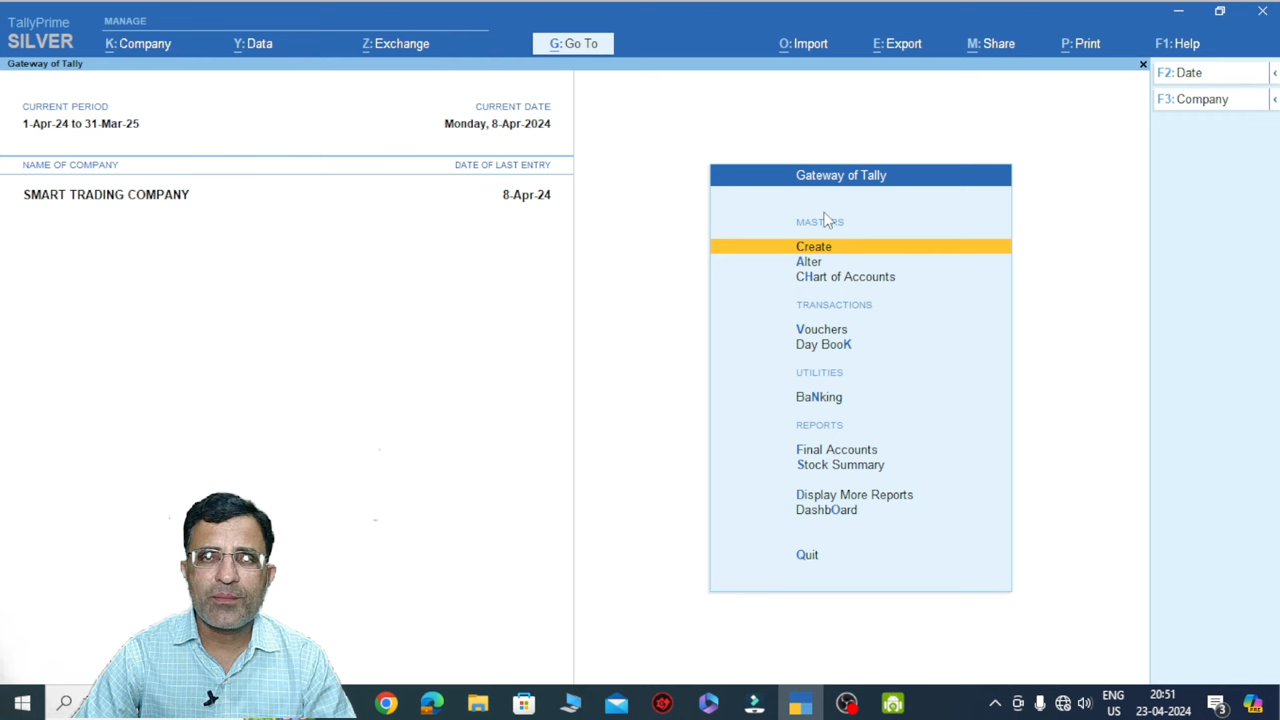 TallyPrime
MANAGE
SILVER
K: Company
Y: Data
Z: Exchange
G: Go To
O: Import
E: Export
M: Share
P: Print
F1: Help
Gateway of Tally
F2: Date
F3: Company
CURRENT PERIOD
CURRENT DATE
1-Apr-24 to 31-Mar-25
Monday, 8-Apr-2024
NAME OF COMPANY
DATE OF LAST ENTRY
SMART TRADING COMPANY
8-Apr-24
Gateway of Tally
MASTERS
Create
Alter
CHart of Accounts
TRANSACTIONS
Vouchers
Day BooK
UTILITIES
BaNking
REPORTS
Final Accounts
Stock Summary
Display More Reports
DashbOard
Quit
ENG
US
20:51
23-04-2024
3
PRE